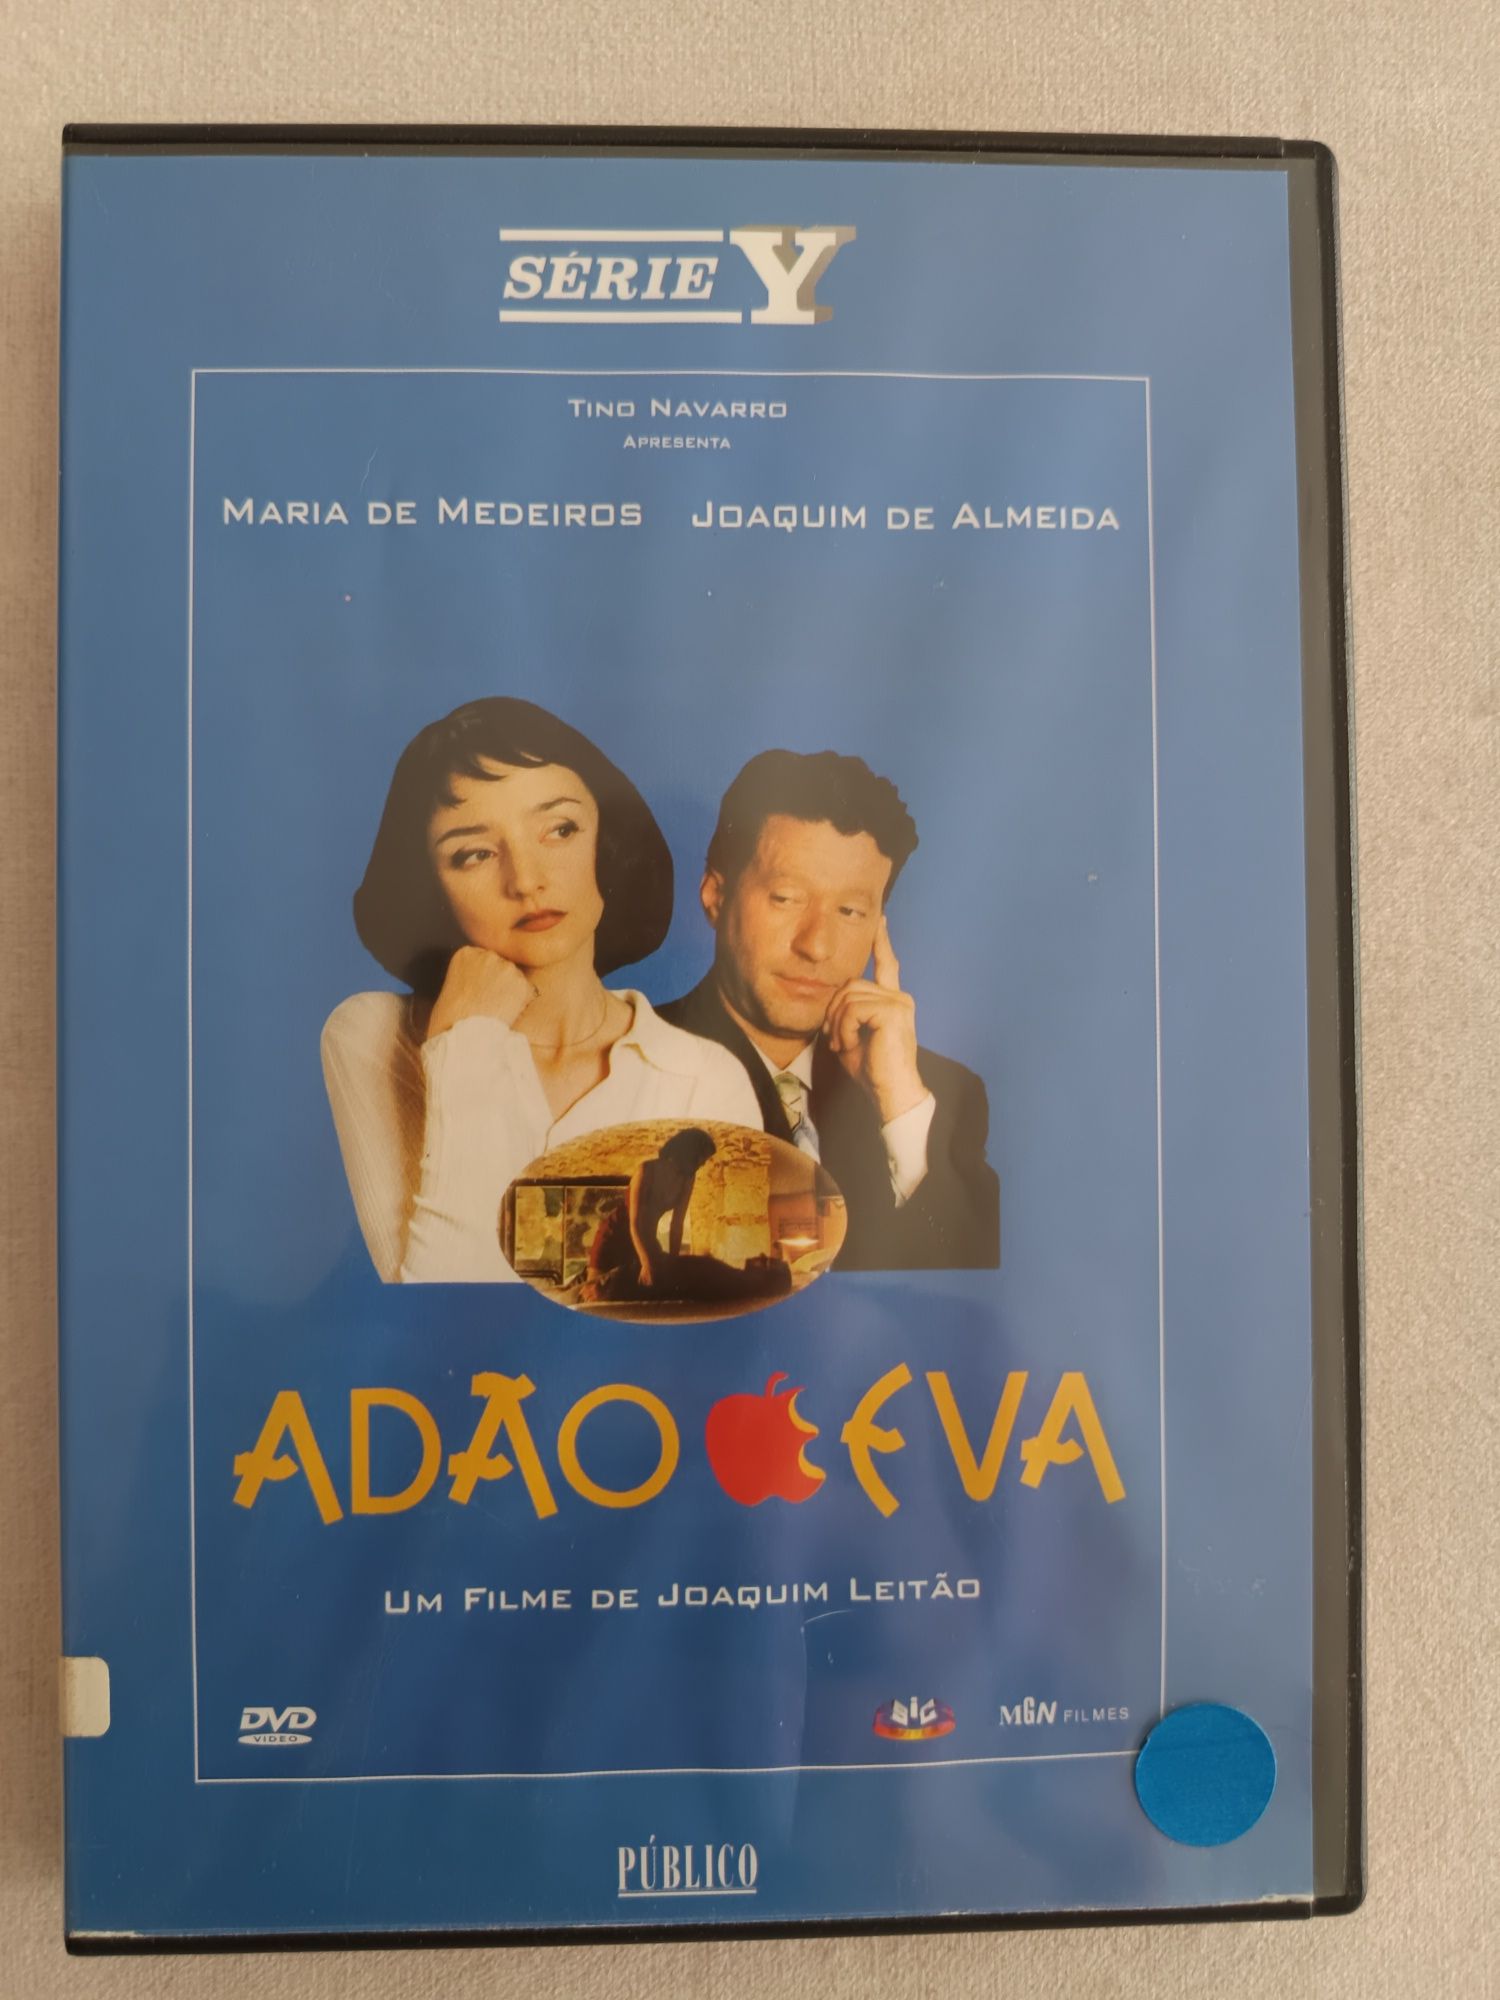 SÉRIE Y
TINO NAVARRO
APRESENTA
MARIA DE MEDEIROS JOAQUIM DE ALMEIDA
ADÃO EVA
UM FILME DE JOAQUIM LEITÃO
DVD
VIDEO
SIC
MGN FILMES
PÚBLICO